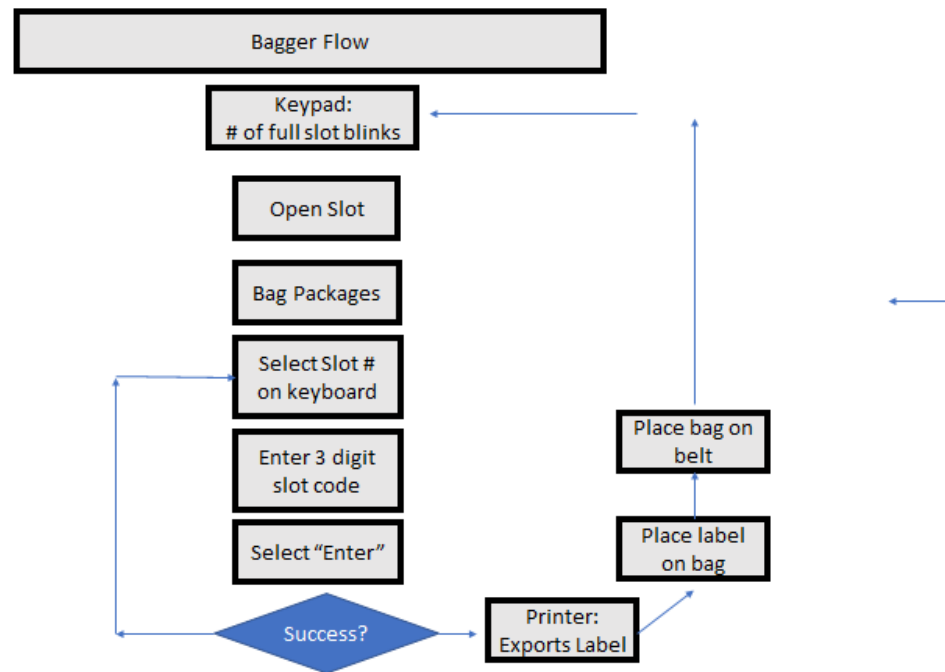 Bagger Flow
Keypad:
# of full slot blinks
Open Slot
Bag Packages
Select Slot #
on keyboard
Enter 3 digit
slot code
Select “Enter”
Success?
Printer:
Exports Label
Place label
on bag
Place bag on
belt